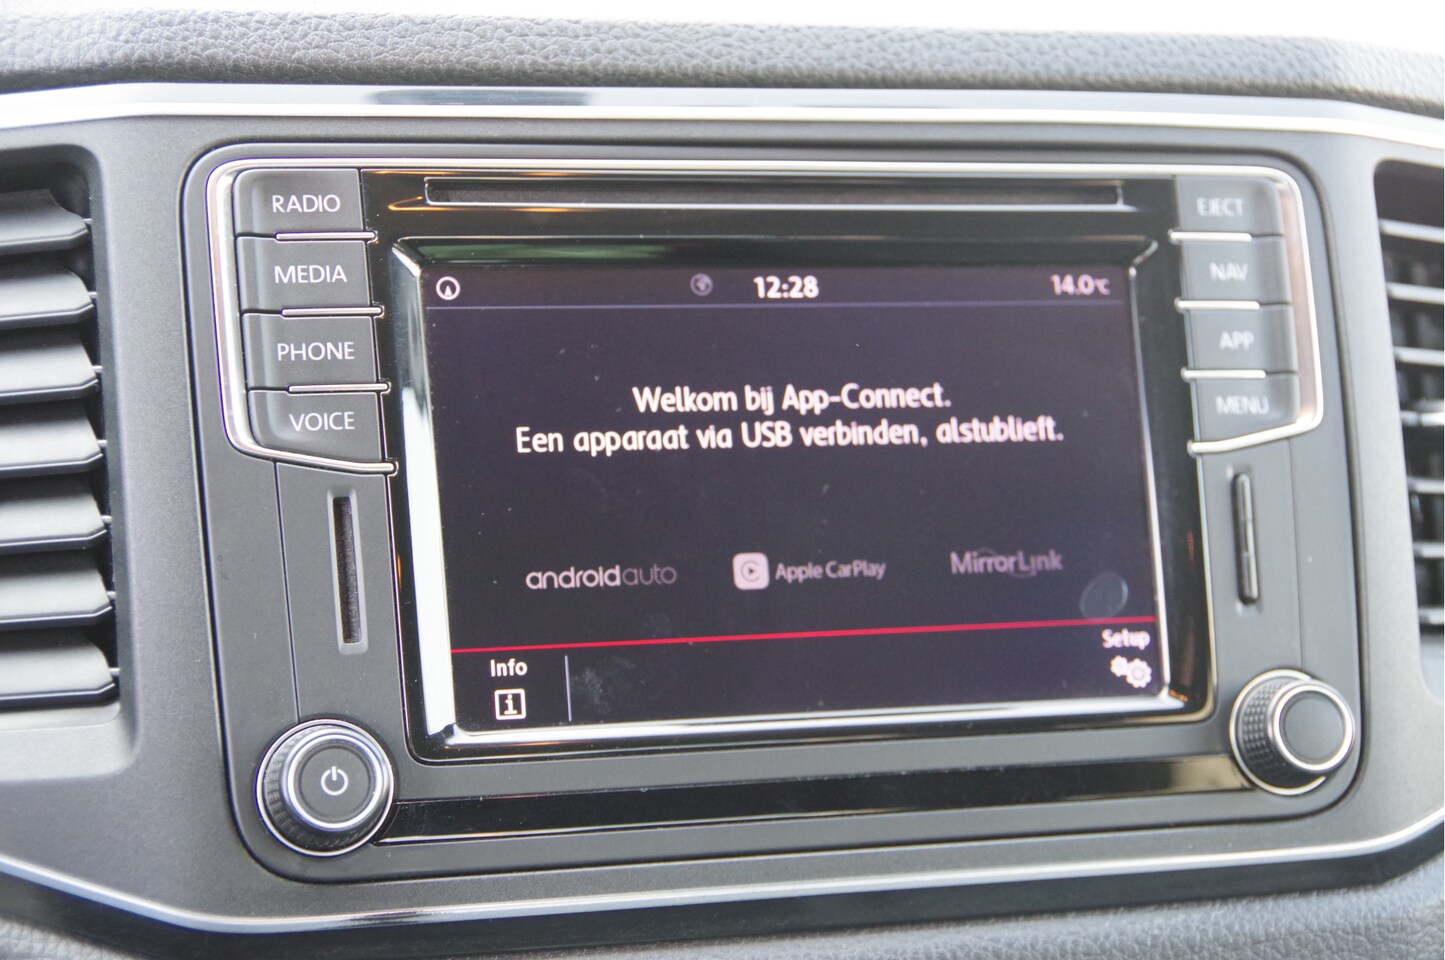 RADIO
MEDIA
PHONE
VOICE
EJECT
NAV
APP
MENU
12:28
14.0°C
Welkom bij App-Connect.
Een apparaat via USB verbinden, alstublieft.
androidauto
Apple CarPlay
MirrorLink
Info
i
Setup